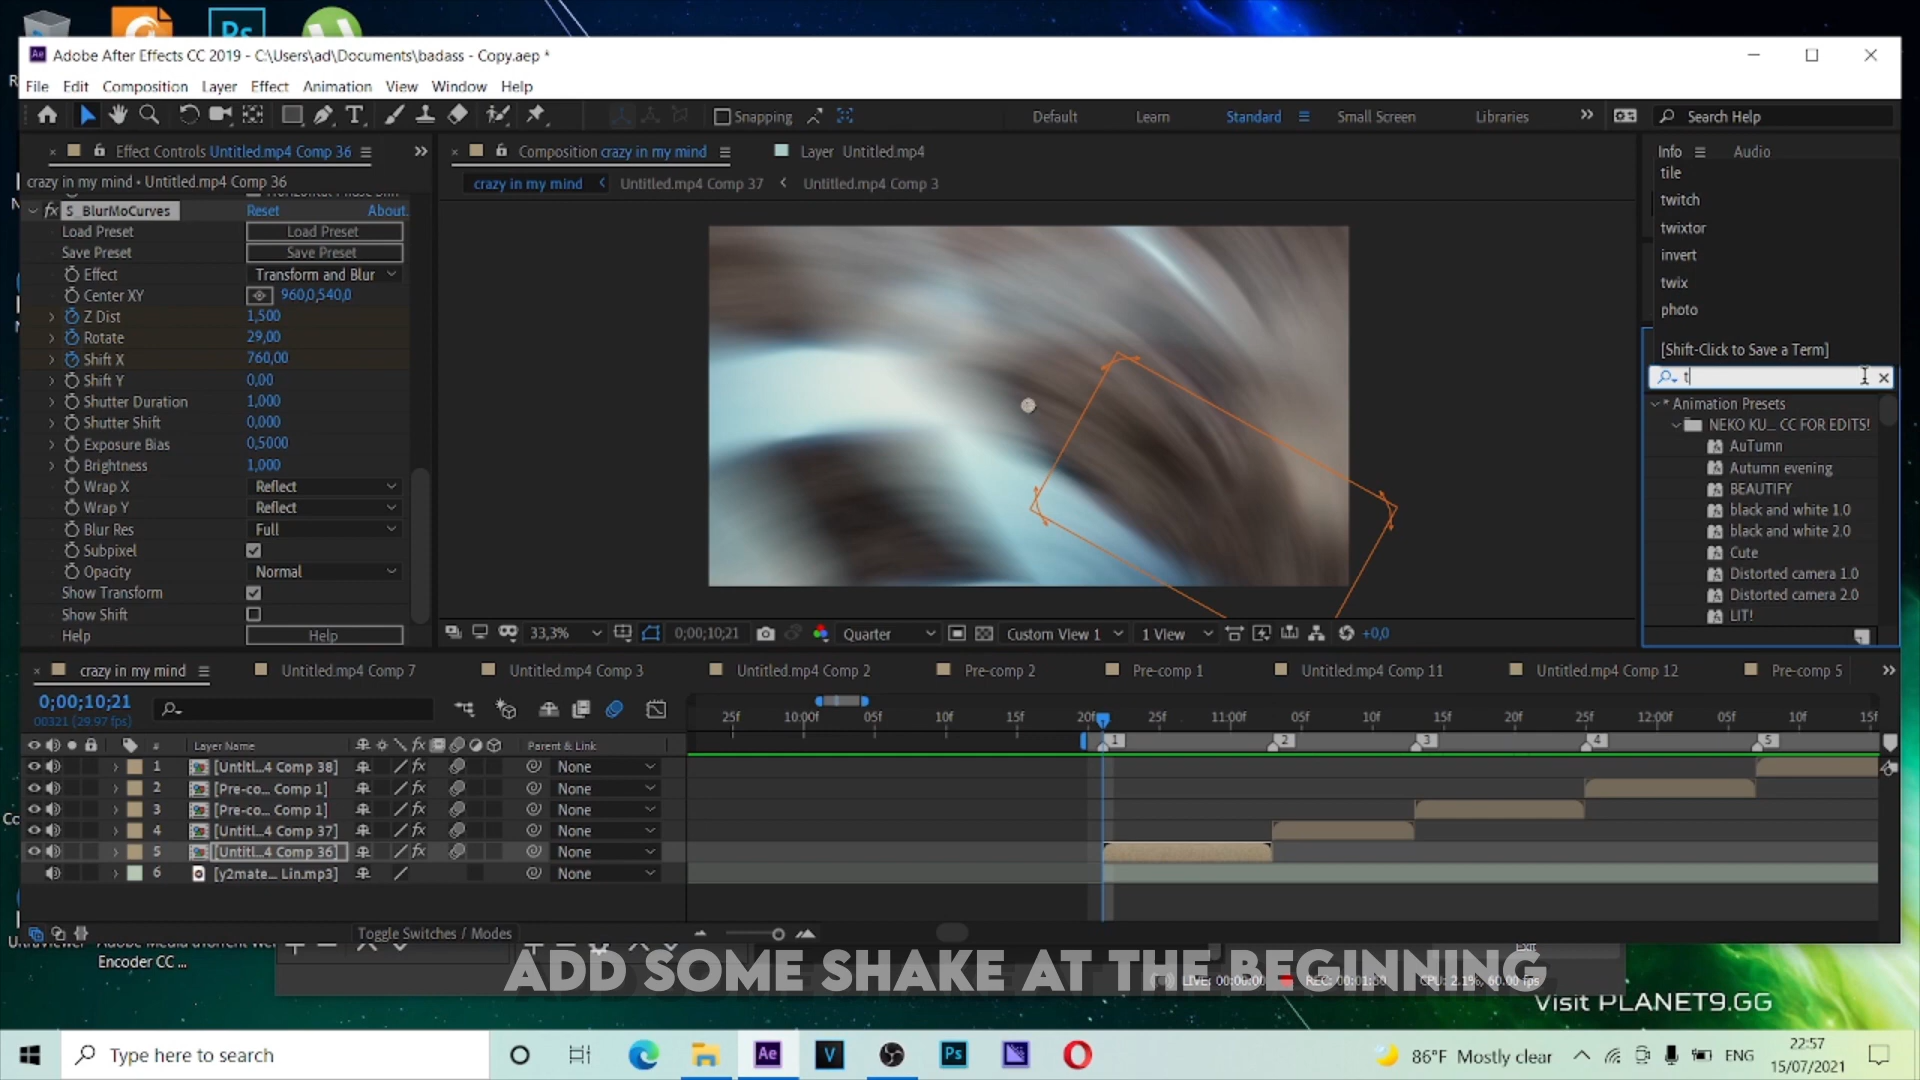 Adobe After Effects CC 2019 - C:\Users\ad\Documents\badass - Copy.aep *
File Edit Composition Layer Effect Animation View Window Help
Snapping Default Learn Standard Small Screen Libraries Search Help
Effect Controls Untitled.mp4 Comp 36
Composition crazy in my mind
Layer Untitled.mp4
Info Audio
crazy in my mind • Untitled.mp4 Comp 36
crazy in my mind Untitled.mp4 Comp 37 Untitled.mp4 Comp 3
fx S_BlurMoCurves Reset About.
Load Preset Load Preset
Save Preset Save Preset
Effect Transform and Blur
Center XY 960,0,540,0
Z Dist 1,500
Rotate 29,00
Shift X 760,00
Shift Y 0,00
Shutter Duration 1,000
Shutter Shift 0,000
Exposure Bias 0,5000
Brightness 1,000
Wrap X Reflect
Wrap Y Reflect
Blur Res Full
Subpixel
Opacity Normal
Show Transform
Show Shift
Help Help
tile
twitch
twixtor
invert
twix
photo
[Shift-Click to Save a Term]
t
* Animation Presets
NEKO KU... CC FOR EDITS!
AuTumn
Autumn evening
BEAUTIFY
black and white 1.0
black and white 2.0
Cute
Distorted camera 1.0
Distorted camera 2.0
LIT!
33,3% 0;00;10;21 Quarter Custom View 1 1 View +0,0
crazy in my mind Untitled.mp4 Comp 7 Untitled.mp4 Comp 3 Untitled.mp4 Comp 2 Pre-comp 2 Pre-comp 1 Untitled.mp4 Comp 11 Untitled.mp4 Comp 12 Pre-comp 5
0;00;10;21
00321 (29.97 fps)
25f 10:00f 05f 10f 15f 20f 25f 11:00f 05f 10f 15f 20f 25f 12:00f 05f 10f 15f
1 2 3 4 5
# Layer Name fx Parent & Link
1 [Untitl...4 Comp 38] fx None
2 [Pre-co... Comp 1] fx None
3 [Pre-co... Comp 1] fx None
4 [Untitl...4 Comp 37] fx None
5 [Untitl...4 Comp 36] fx None
6 [y2mate... Lin.mp3] None
Toggle Switches / Modes
Encoder CC ...
Exit
ADD SOME SHAKE AT THE BEGINNING
LIVE: 00:00:00 CPU: 2.1%, 60.00 fps
Visit PLANET9.GG
Type here to search
86°F Mostly clear ENG
22:57
15/07/2021